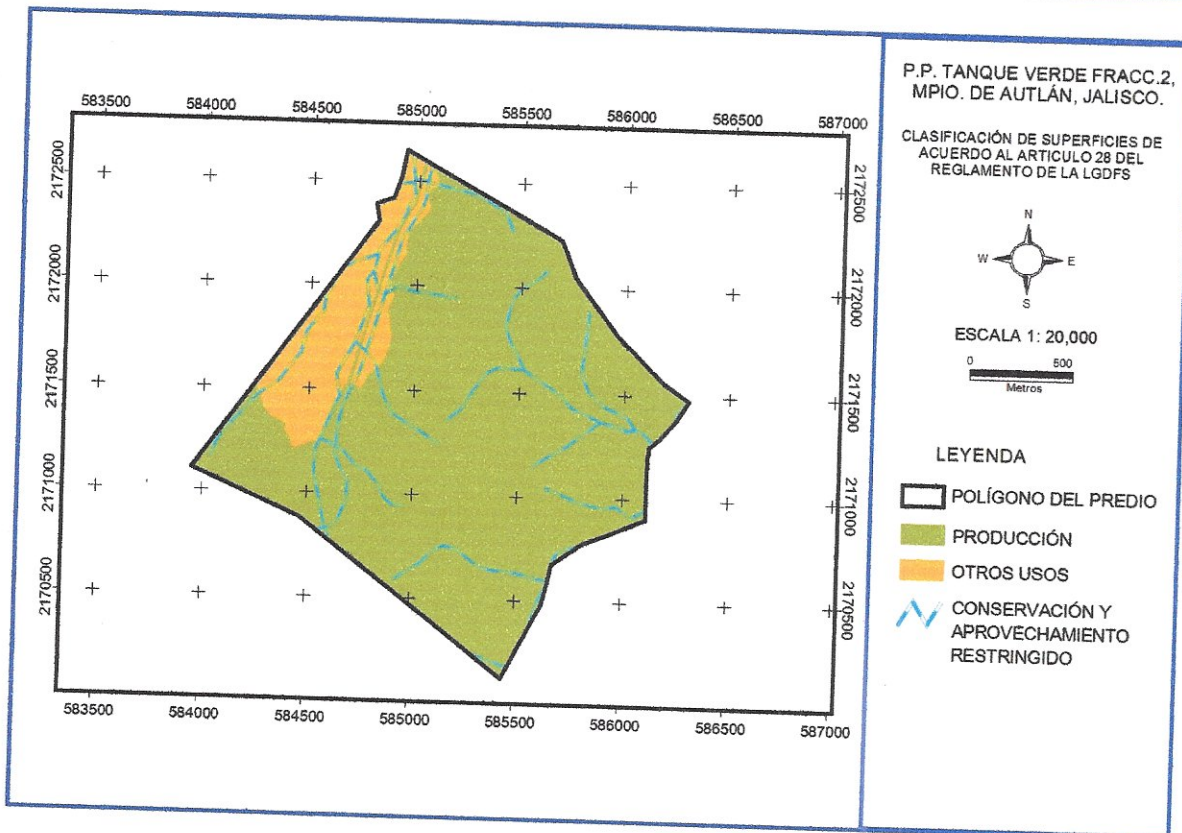 P.P. TANQUE VERDE FRACC.2,
MPIO. DE AUTLÁN, JALISCO.
CLASIFICACIÓN DE SUPERFICIES DE
ACUERDO AL ARTICULO 28 DEL
REGLAMENTO DE LA LGDFS
N
W E
S
ESCALA 1: 20,000
0 500
Metros
LEYENDA
POLÍGONO DEL PREDIO
PRODUCCIÓN
OTROS USOS
CONSERVACIÓN Y
APROVECHAMIENTO
RESTRINGIDO
583500 584000 584500 585000 585500 586000 586500 587000
2172500
2172000
2171500
2171000
2170500
2172500
2172000
2171500
2171000
2170500
583500 584000 584500 585000 585500 586000 586500 587000